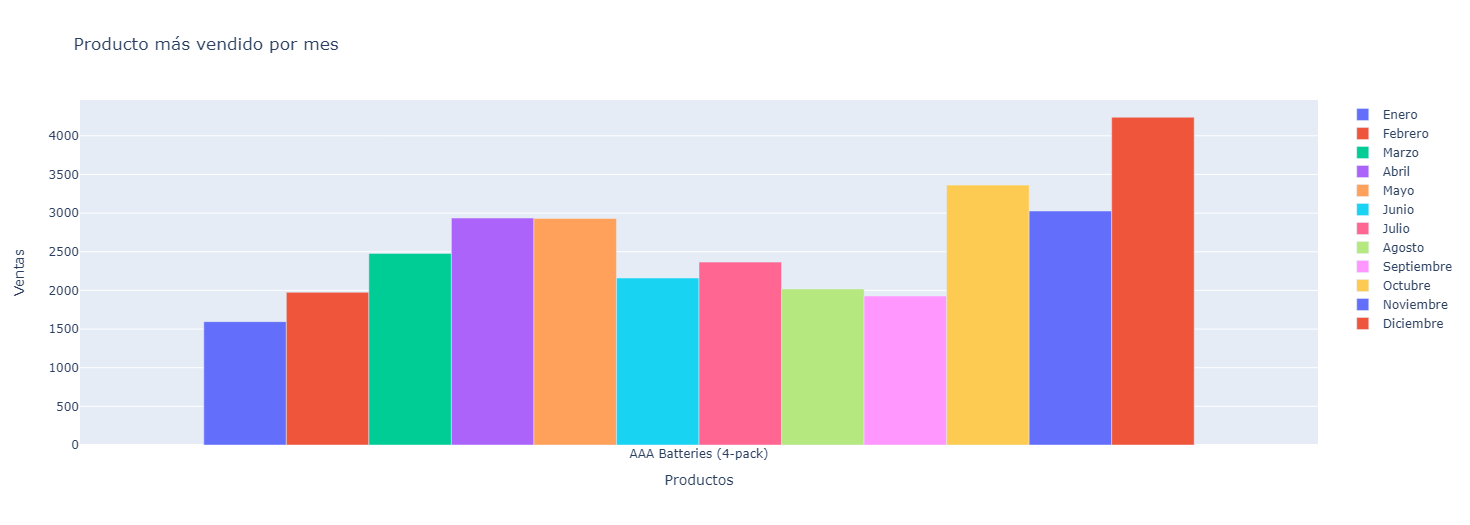 Producto más vendido por mes
Ventas
4000
3500
3000
2500
2000
1500
1000
500
0
AAA Batteries (4-pack)
Productos
Enero
Febrero
Marzo
Abril
Mayo
Junio
Julio
Agosto
Septiembre
Octubre
Noviembre
Diciembre